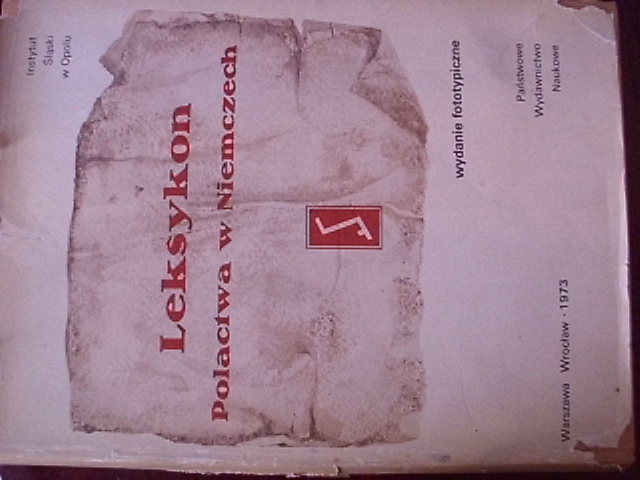 Instytut
Śląski
w Opolu
Leksykon
Polactwa w Niemczech
wydanie fototypiczne
Państwowe
Wydawnictwo
Naukowe
Warszawa Wrocław · 1973